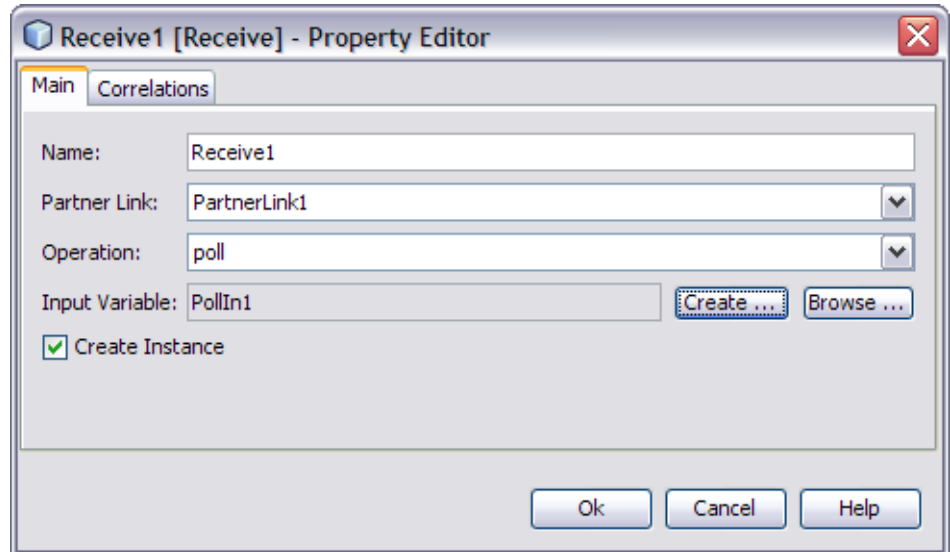 Receive1 [Receive] - Property Editor
Main Correlations
Name: Receive1
Partner Link: PartnerLink1
Operation: poll
Input Variable: PollIn1 Create ... Browse ...
Create Instance
Ok Cancel Help